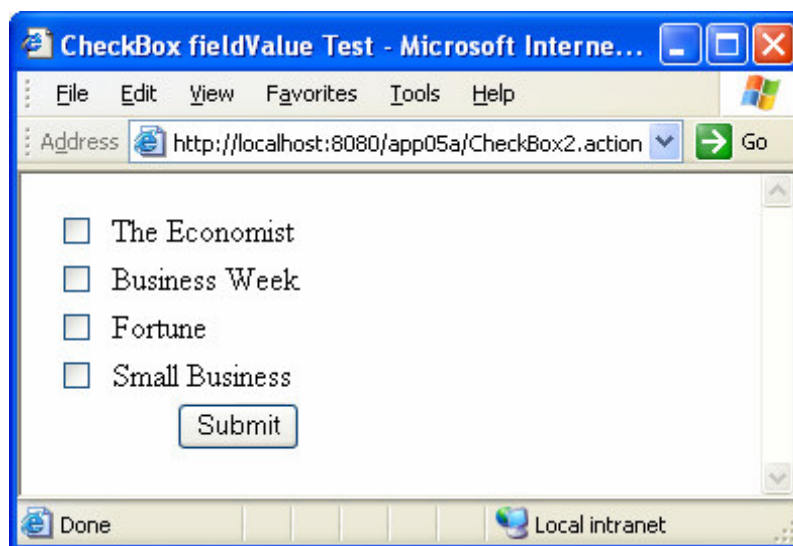 CheckBox fieldValue Test - Microsoft Interne...
File Edit View Favorites Tools Help
Address http://localhost:8080/app05a/CheckBox2.action Go
The Economist
Business Week
Fortune
Small Business
Submit
Done Local intranet